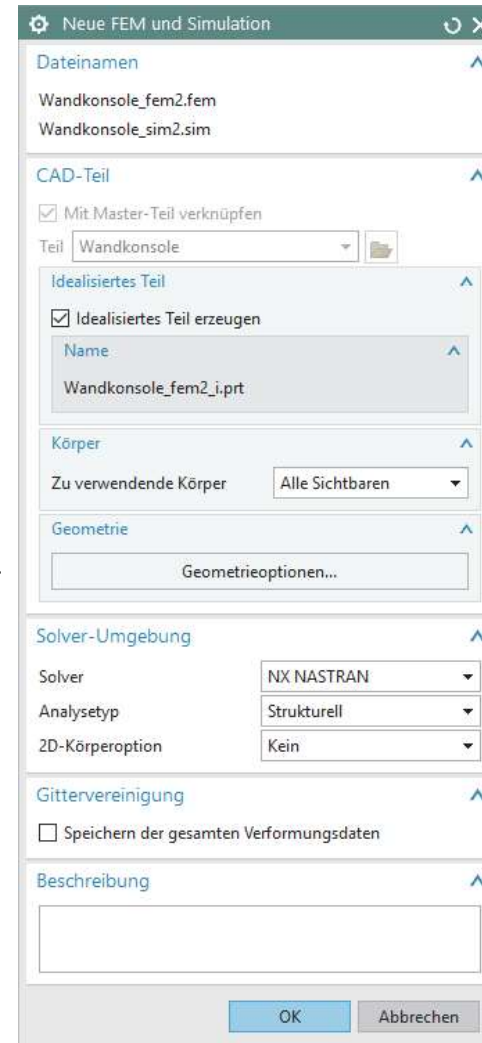 Neue FEM und Simulation
Dateinamen
Wandkonsole_fem2.fem
Wandkonsole_sim2.sim
CAD-Teil
Mit Master-Teil verknüpfen
Teil Wandkonsole
Idealisiertes Teil
Idealisiertes Teil erzeugen
Name
Wandkonsole_fem2_i.prt
Körper
Zu verwendende Körper Alle Sichtbaren
Geometrie
Geometrieoptionen...
Solver-Umgebung
Solver NX NASTRAN
Analysetyp Strukturell
2D-Körperoption Kein
Gittervereinigung
Speichern der gesamten Verformungsdaten
Beschreibung
OK Abbrechen